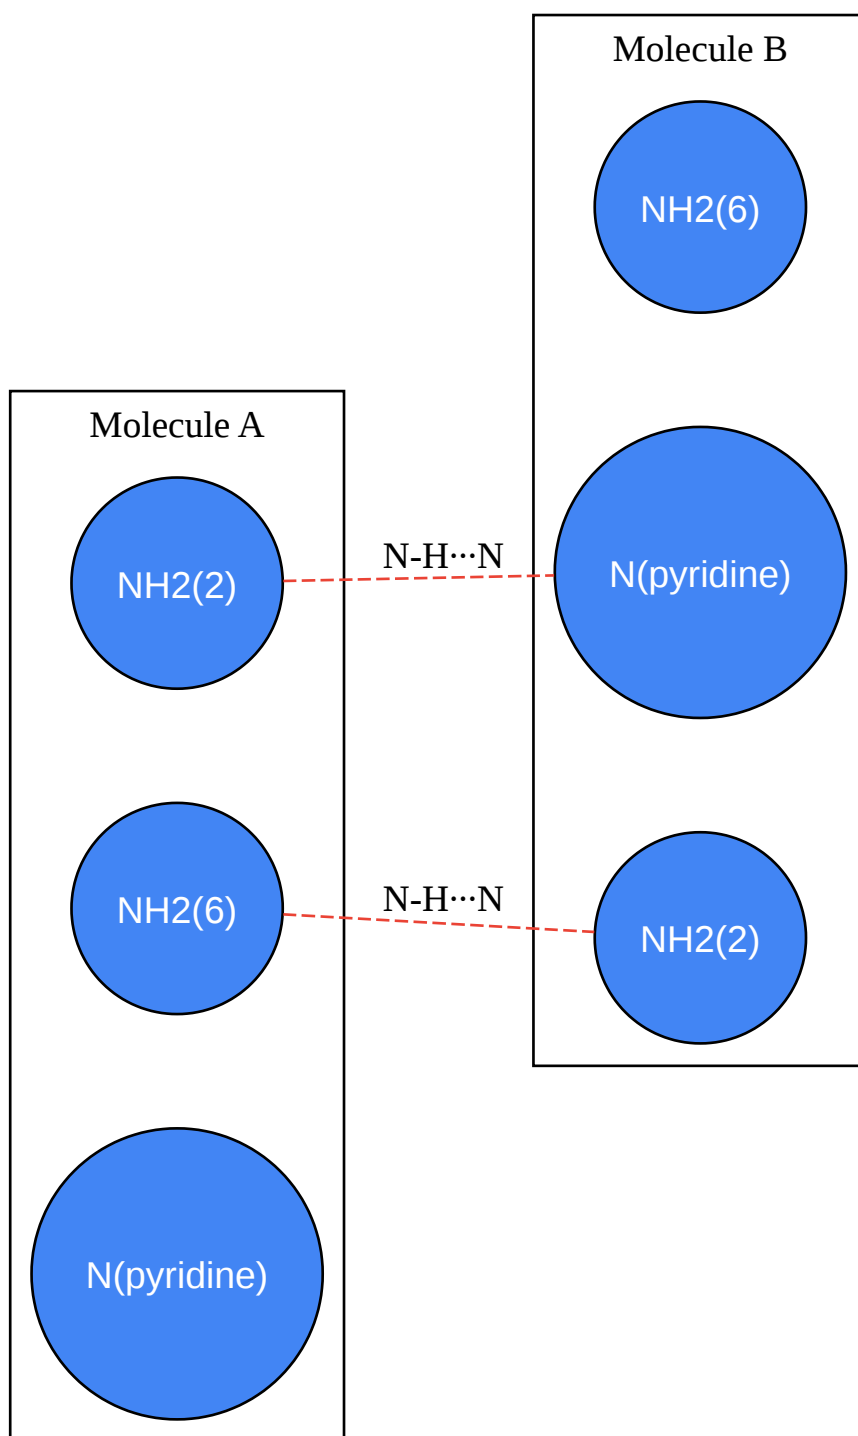 Molecule B
NH2(6)
Molecule A
N-H···N
N(pyridine)
NH2(2)
N-H···N
NH2(6)
NH2(2)
N(pyridine)